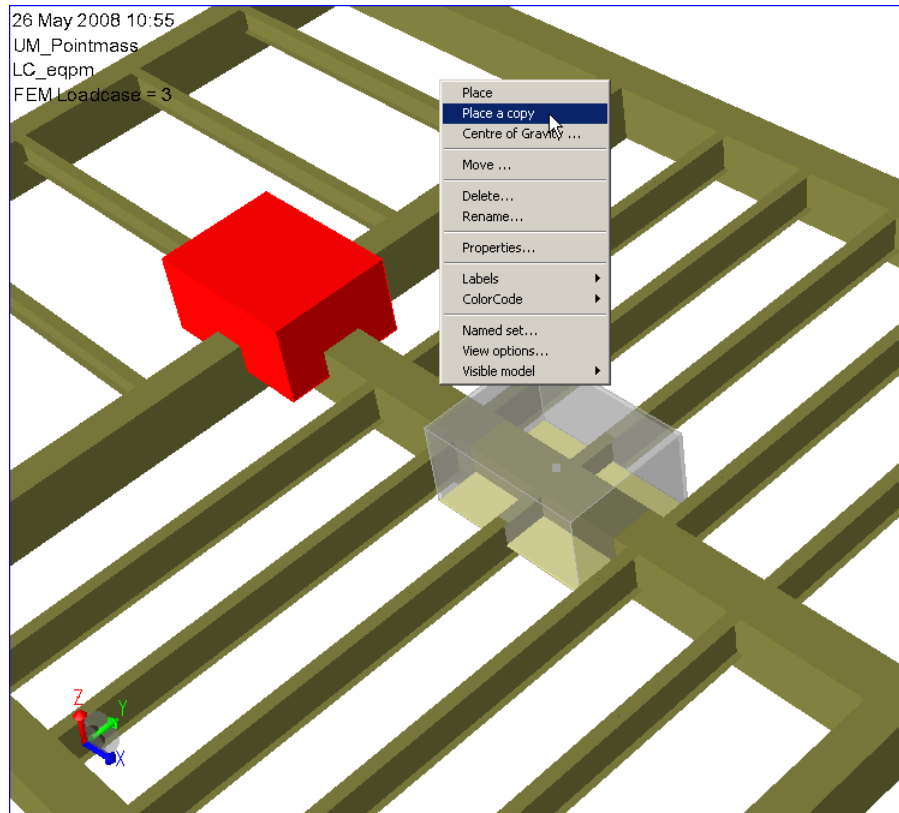 26 May 2008 10:55
UM_Pointmass
LC_eqpm
FEM Loadcase = 3
Place
Place a copy
Centre of Gravity ...
Move ...
Delete...
Rename...
Properties...
Labels
ColorCode
Named set...
View options...
Visible model
Z
Y
X